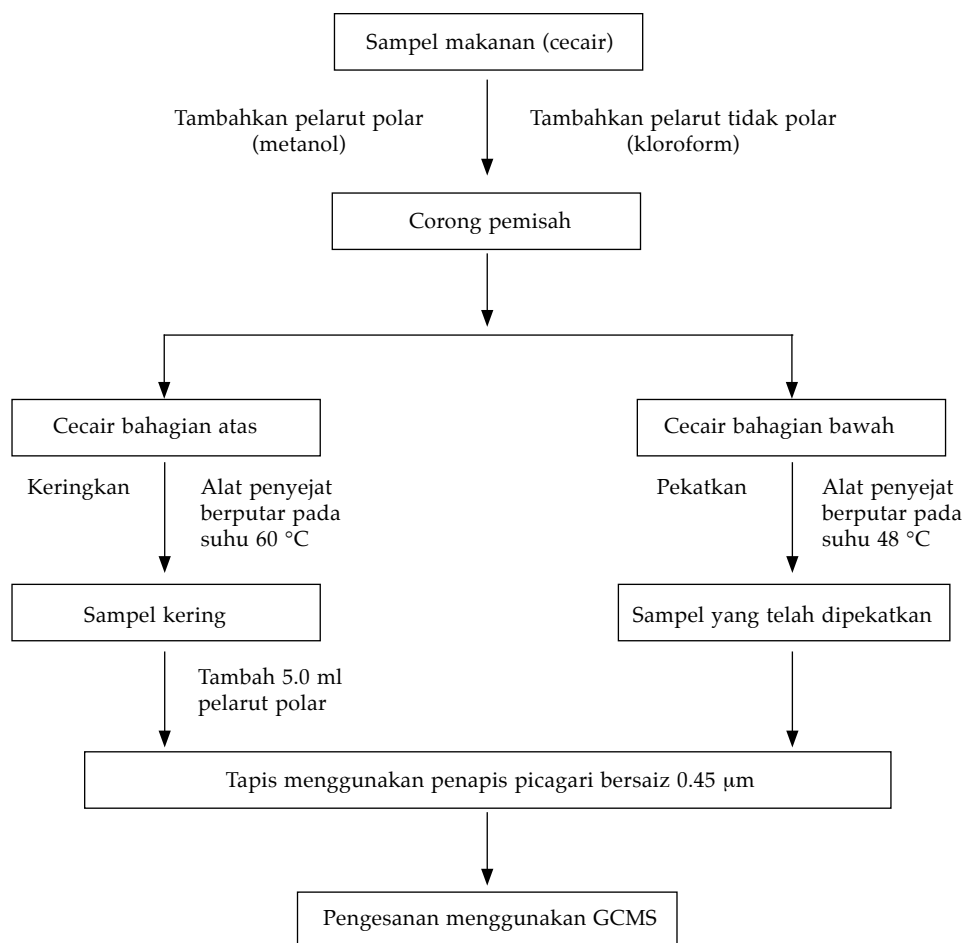 Sampel makanan (cecair)
Tambahkan pelarut polar
(metanol)
Tambahkan pelarut tidak polar
(kloroform)
Corong pemisah
Cecair bahagian atas
Cecair bahagian bawah
Keringkan
Alat penyejat
berputar pada
suhu 60 °C
Pekatkan
Alat penyejat
berputar pada
suhu 48 °C
Sampel kering
Sampel yang telah dipekatkan
Tambah 5.0 ml
pelarut polar
Tapis menggunakan penapis picagari bersaiz 0.45 µm
Pengesanan menggunakan GCMS